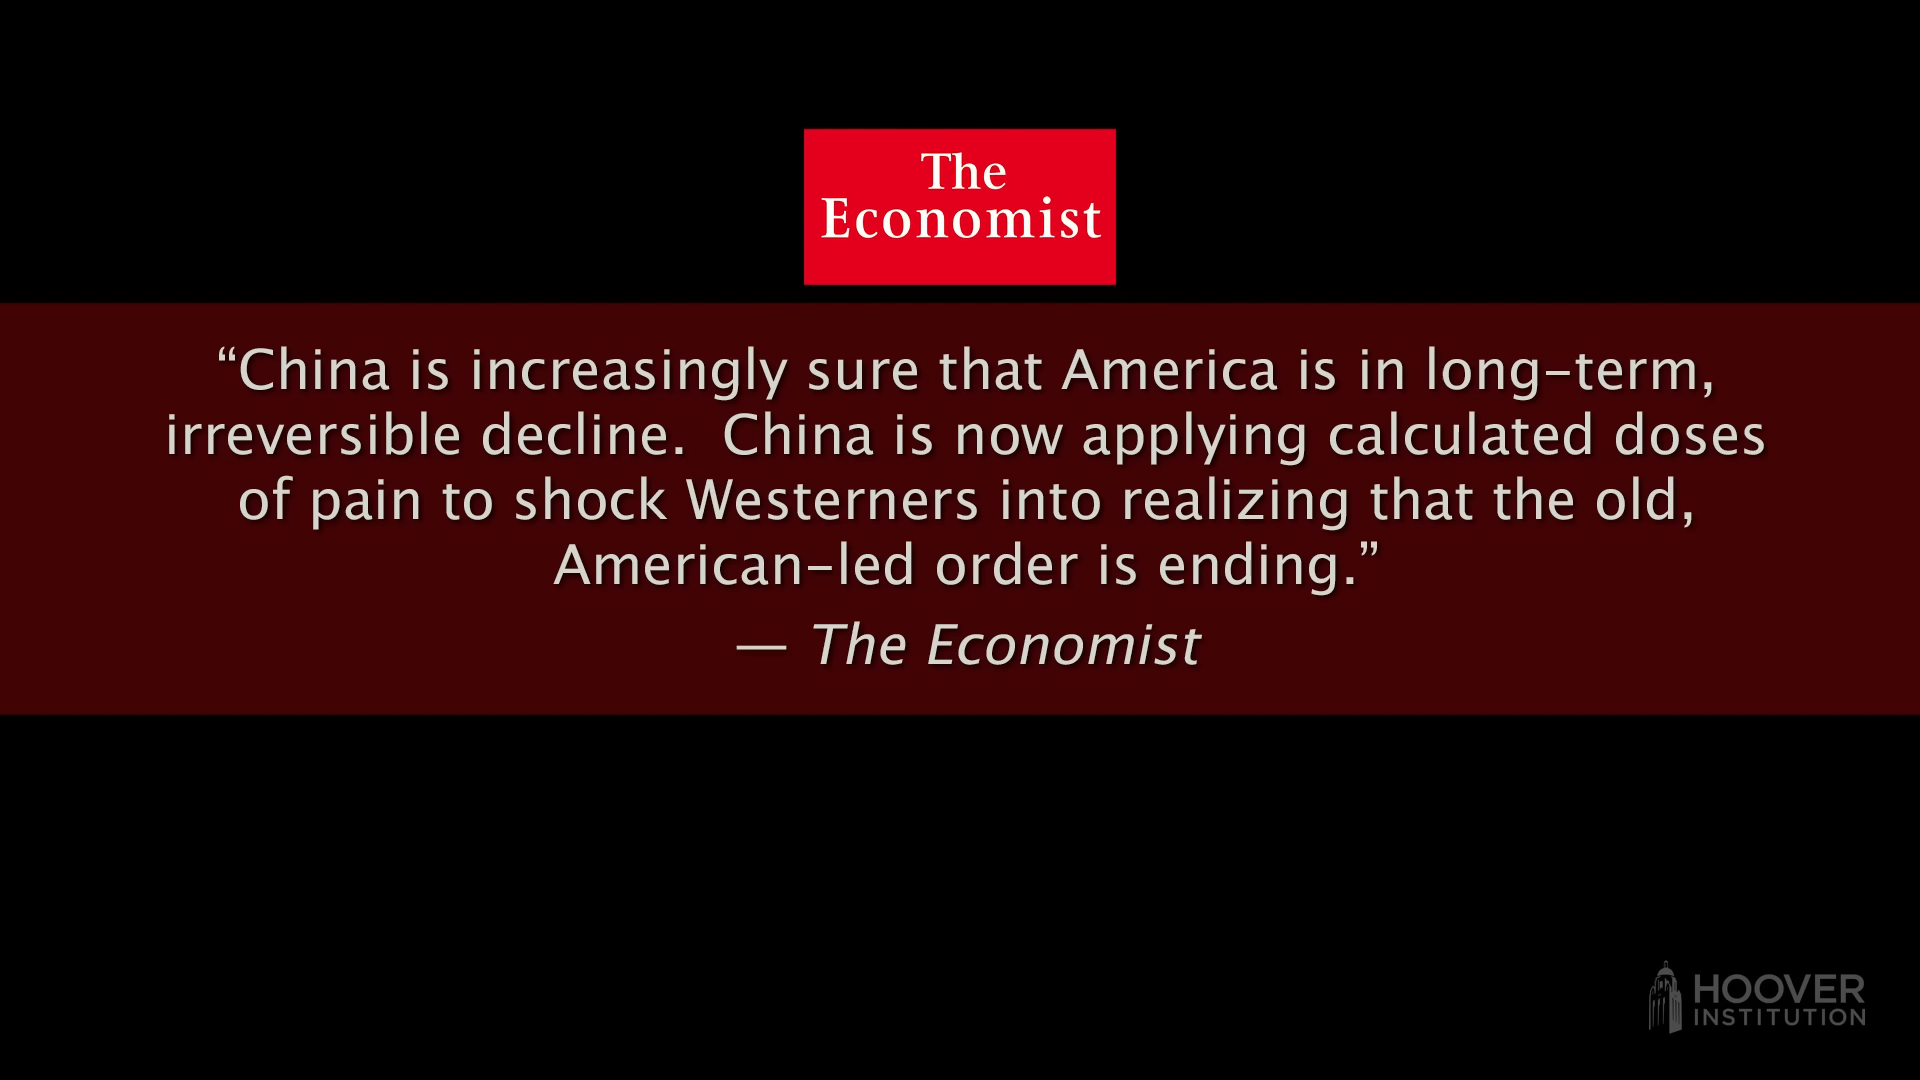 The
Economist
“China is increasingly sure that America is in long-term,
irreversible decline.  China is now applying calculated doses
of pain to shock Westerners into realizing that the old,
American-led order is ending.”
— The Economist
HOOVER
INSTITUTION